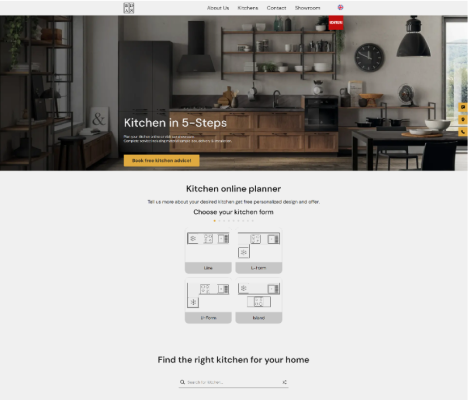 About Us Kitchens Contact Showroom
Kitchen in 5-Steps
Book free kitchen advice!
Kitchen online planner
Tell us more about your desired kitchen, get free personalized design and offer.
Choose your kitchen form
Line
L-Form
U-Form
Island
Find the right kitchen for your home
Search for kitchen...